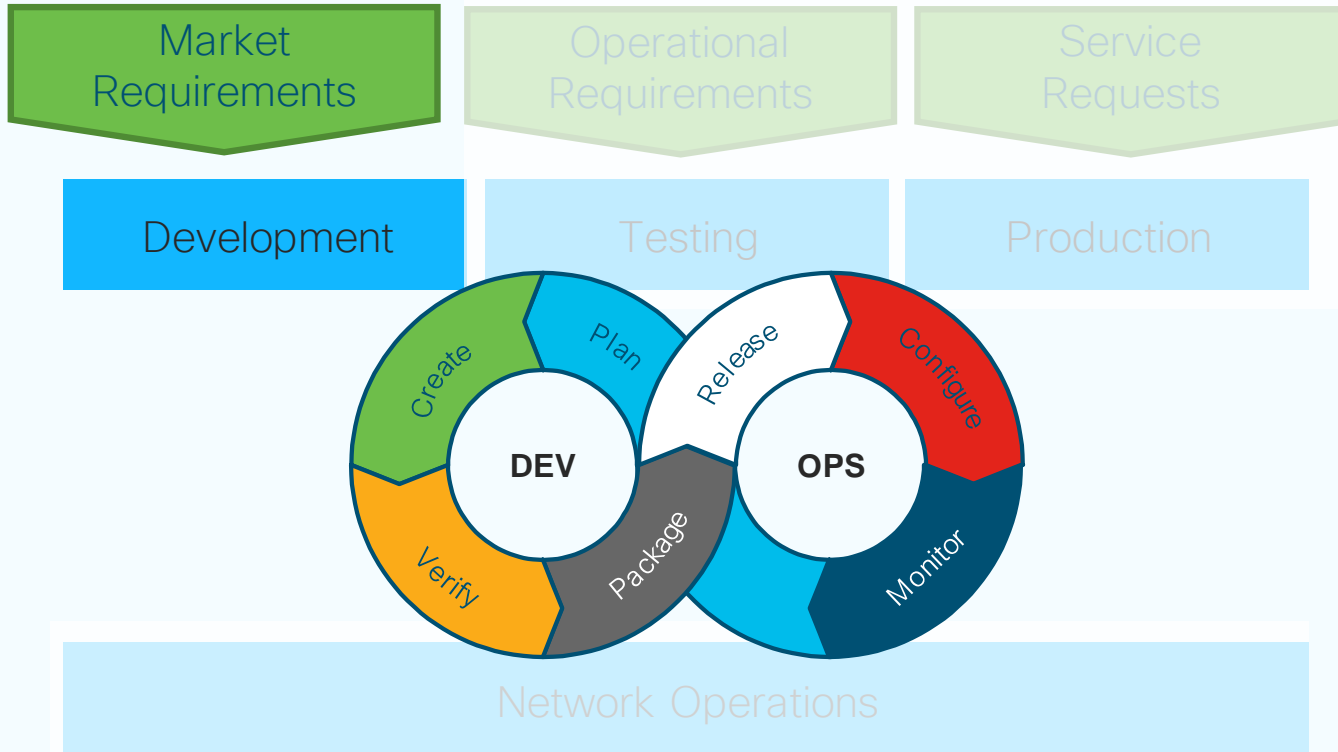 Market
Requirements
Operational
Requirements
Service
Requests
Development
Testing
Production
Plan
Create
Verify
Package
Release
Configure
Monitor
DEV
OPS
Network Operations